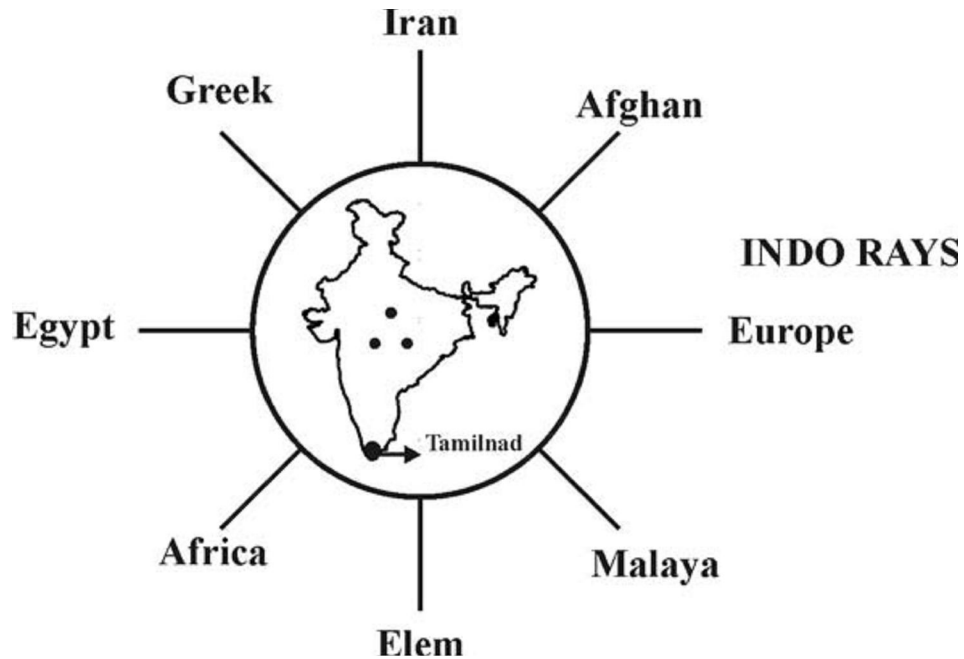 Iran
Greek
Afghan
INDO RAYS
Egypt
Europe
Tamilnad
Africa
Malaya
Elem